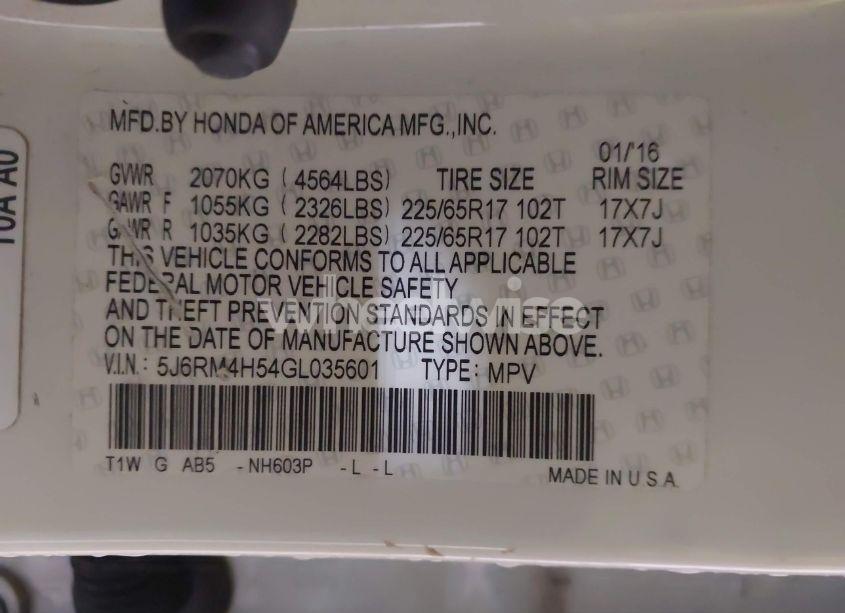 MFD.BY HONDA OF AMERICA MFG.,INC.
01/16
GVWR 2070KG (4564LBS) TIRE SIZE RIM SIZE
GAWR F 1055KG (2326LBS) 225/65R17 102T 17X7J
GAWR R 1035KG (2282LBS) 225/65R17 102T 17X7J
THIS VEHICLE CONFORMS TO ALL APPLICABLE
FEDERAL MOTOR VEHICLE SAFETY
AND THEFT PREVENTION STANDARDS IN EFFECT
ON THE DATE OF MANUFACTURE SHOWN ABOVE.
V.I.N.: 5J6RM4H54GL035601 TYPE: MPV
T1W G AB5 -NH603P -L -L
MADE IN U.S.A.